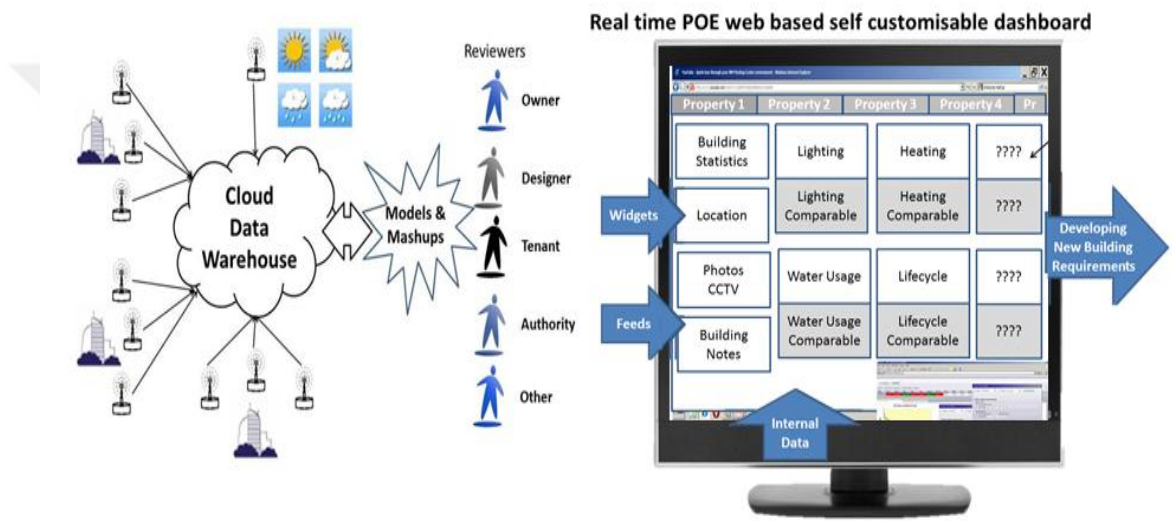 Real time POE web based self customisable dashboard
Reviewers
Owner
Designer
Tenant
Authority
Other
Cloud
Data
Warehouse
Models &
Mashups
Property 1
Property 2
Property 3
Property 4
Pr
Building
Statistics
Lighting
Heating
????
Location
Lighting
Comparable
Heating
Comparable
????
Photos
CCTV
Water Usage
Lifecycle
????
Building
Notes
Water Usage
Comparable
Lifecycle
Comparable
????
Widgets
Feeds
Internal
Data
Developing
New Building
Requirements